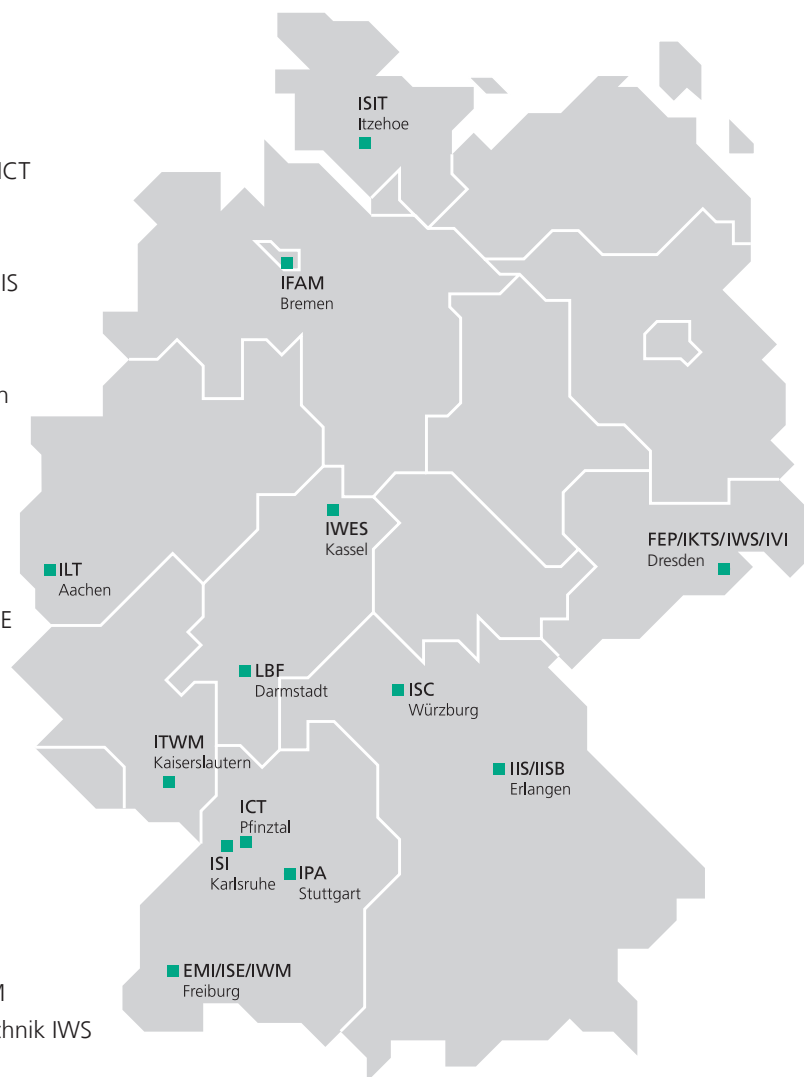 ICT
IS
n
E
M
chnik IWS
ISIT
Itzehoe
IFAM
Bremen
IWES
Kassel
FEP/IKTS/IWS/IVI
Dresden
ILT
Aachen
LBF
Darmstadt
ISC
Würzburg
ITWM
Kaiserslautern
IIS/IISB
Erlangen
ICT
Pfinztal
ISI
Karlsruhe
IPA
Stuttgart
EMI/ISE/IWM
Freiburg